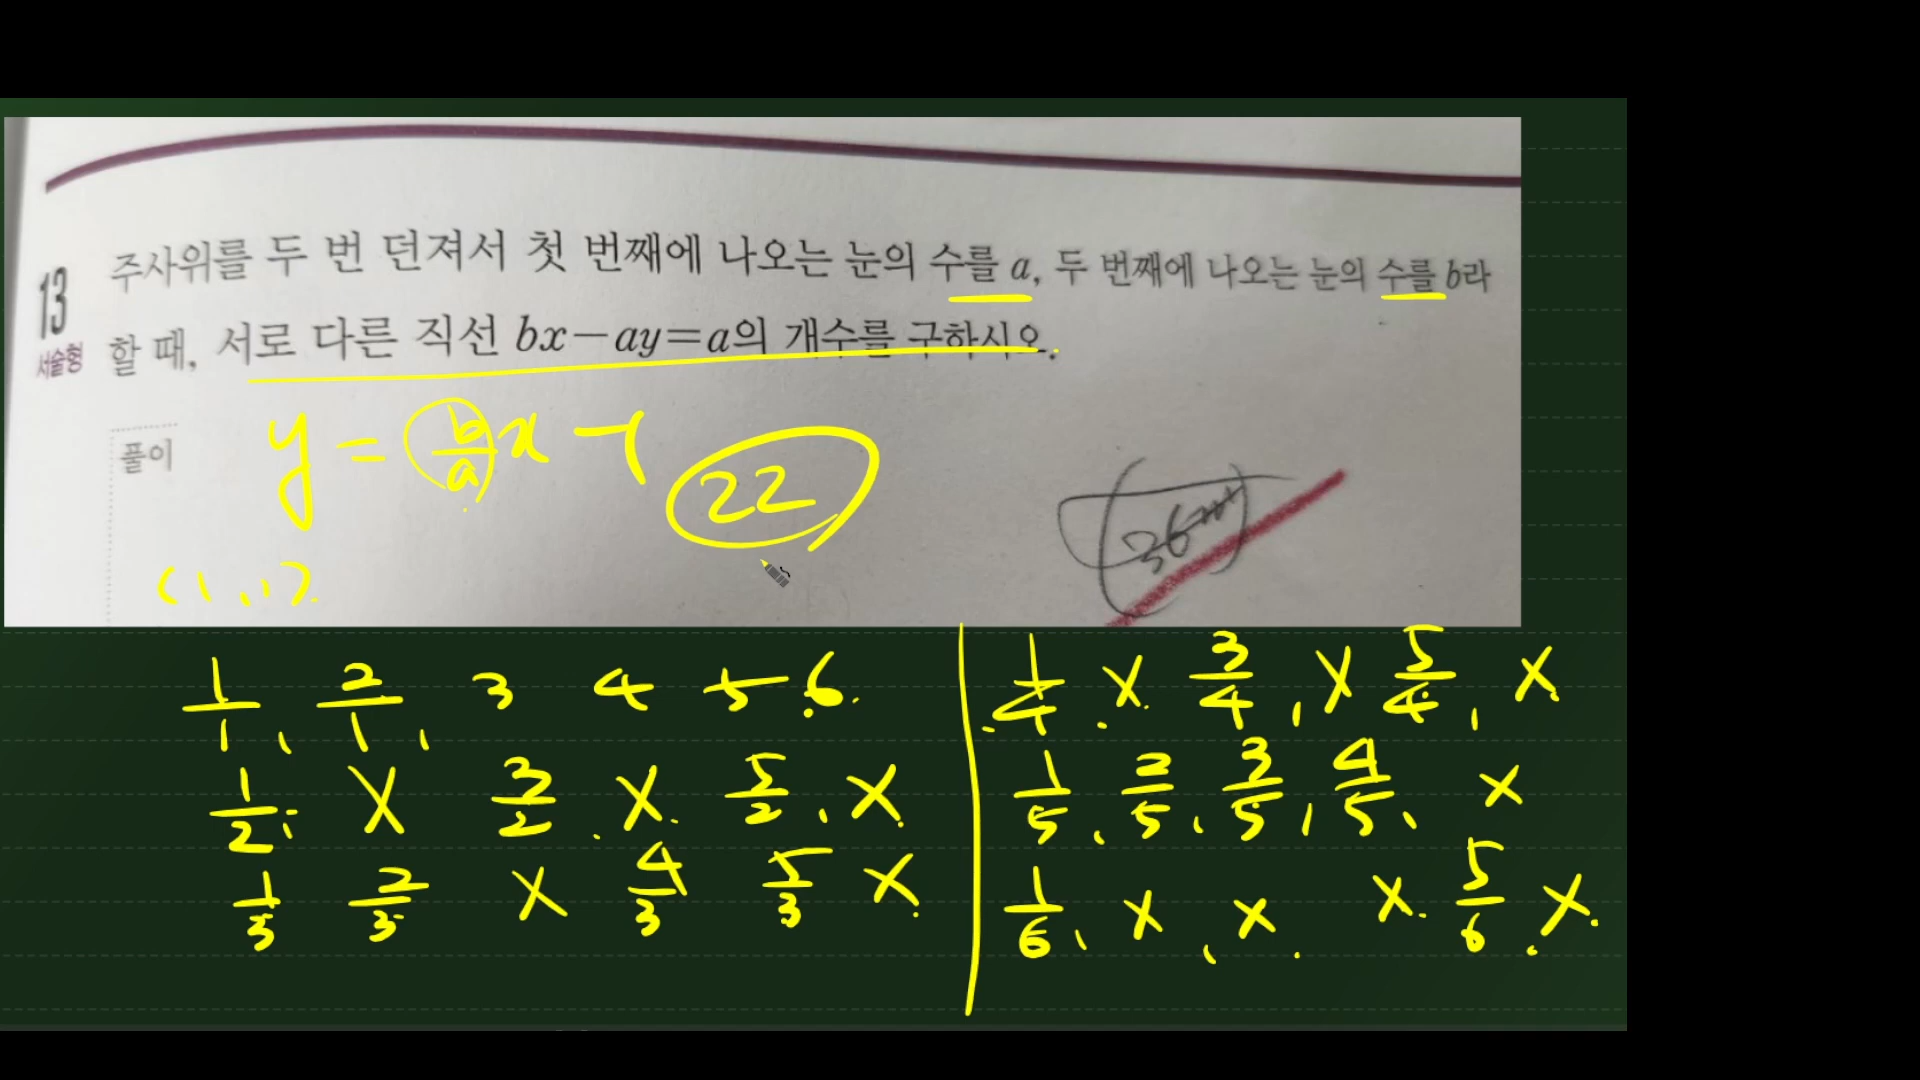 13 주사위를 두 번 던져서 첫 번째에 나오는 눈의 수를 a, 두 번째에 나오는 눈의 수를 b라
서술형 할 때, 서로 다른 직선 bx-ay=a의 개수를 구하시오.
풀이
y = b/a x - 1
22
(36개)
(1, 1).
1/1, 2/1, 3 4 5 6.
1/2, X 3/2 X 5/2, X
1/3 2/3 X 4/3 5/3 X
1/4 X 3/4, X 5/4, X
1/5, 2/5, 3/5, 4/5, X
1/6, X, X X 5/6 X